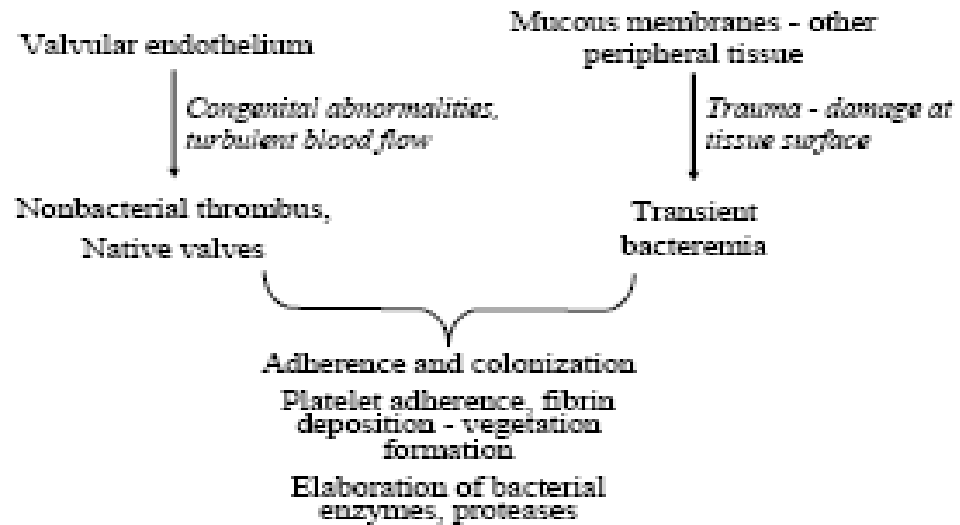 Valvular endothelium
Mucous membranes - other
peripheral tissue
Congenital abnormalities,
turbulent blood flow
Trauma - damage at
tissue surface
Nonbacterial thrombus,
Native valves
Transient
bacteremia
Adherence and colonization
Platelet adherence, fibrin
deposition - vegetation
formation
Elaboration of bacterial
enzymes, proteases